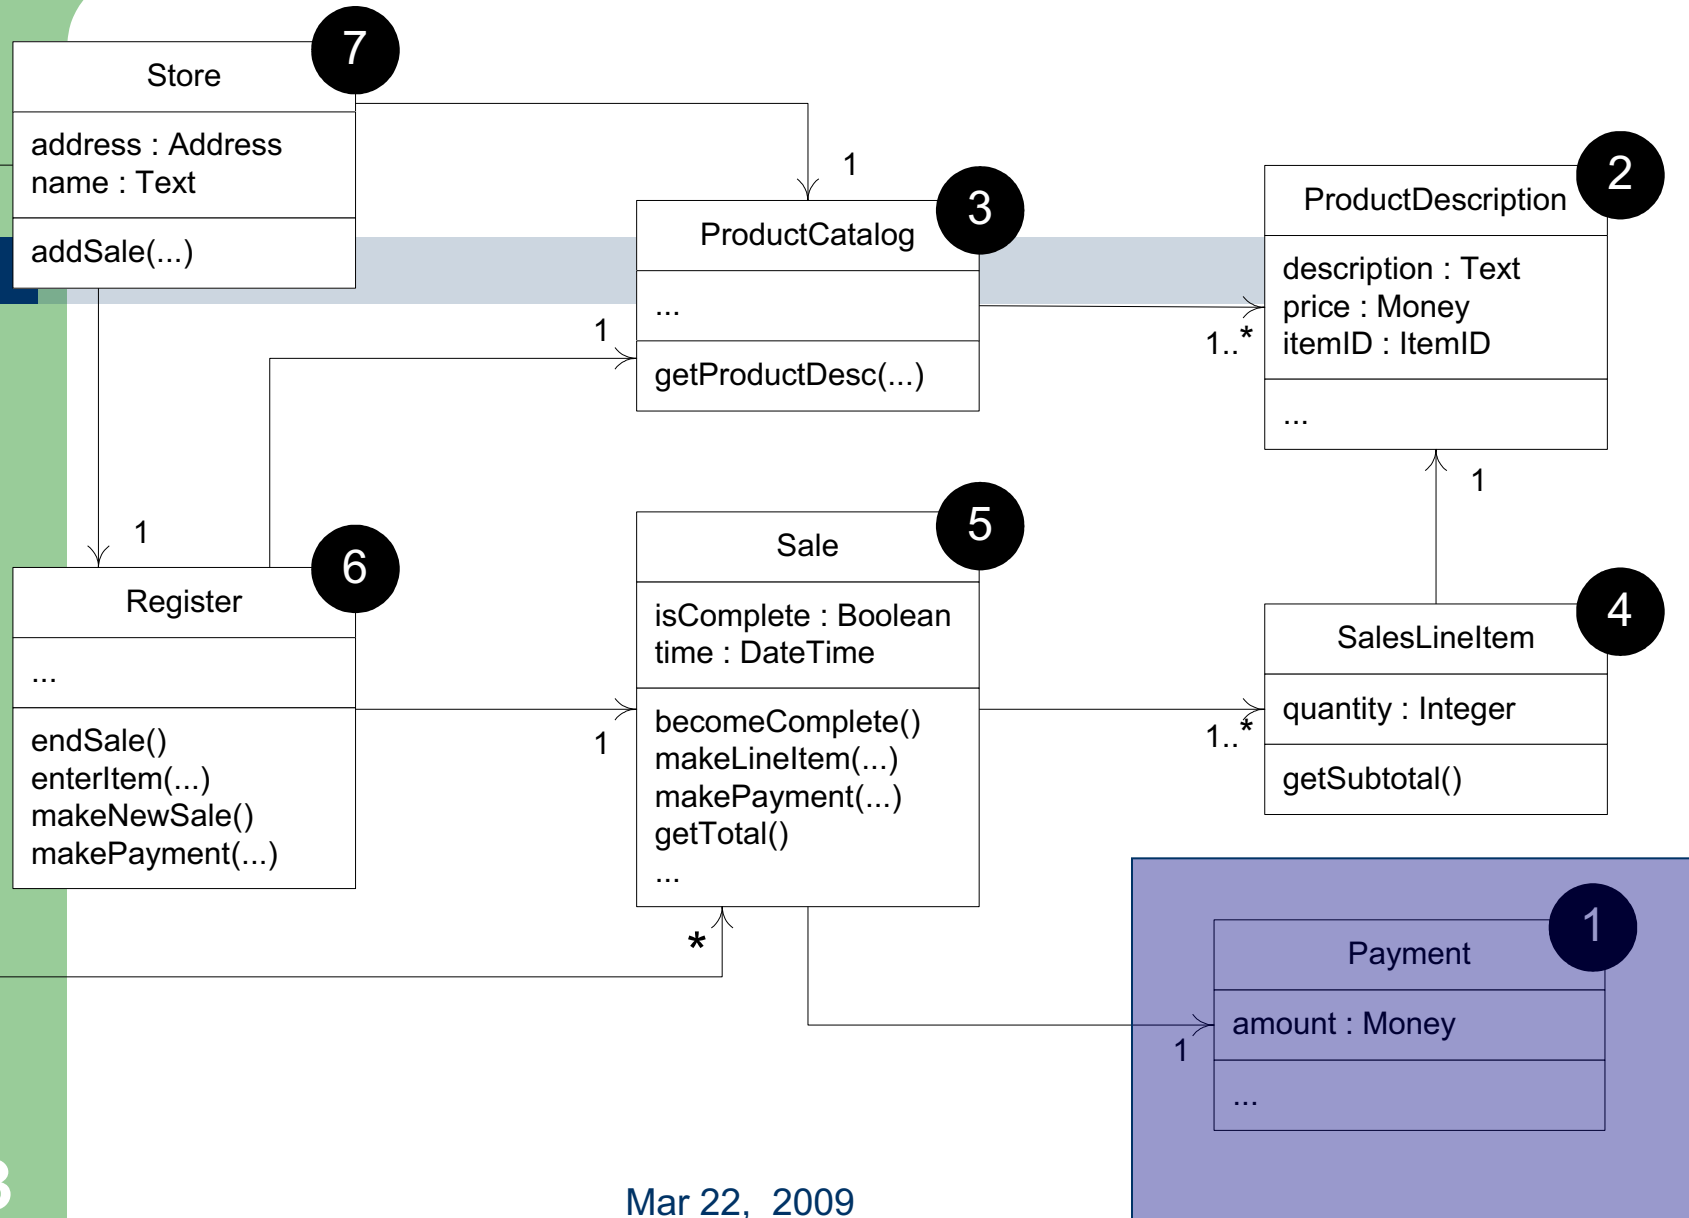 7
Store
address : Address
name : Text
addSale(...)
1
3
ProductCatalog
...
getProductDesc(...)
1
2
ProductDescription
description : Text
price : Money
itemID : ItemID
...
1..*
1
1
6
Register
...
endSale()
enterItem(...)
makeNewSale()
makePayment(...)
5
Sale
isComplete : Boolean
time : DateTime
becomeComplete()
makeLineItem(...)
makePayment(...)
getTotal()
...
1
*
4
SalesLineItem
quantity : Integer
getSubtotal()
1..*
1
Payment
amount : Money
...
1
Mar 22, 2009